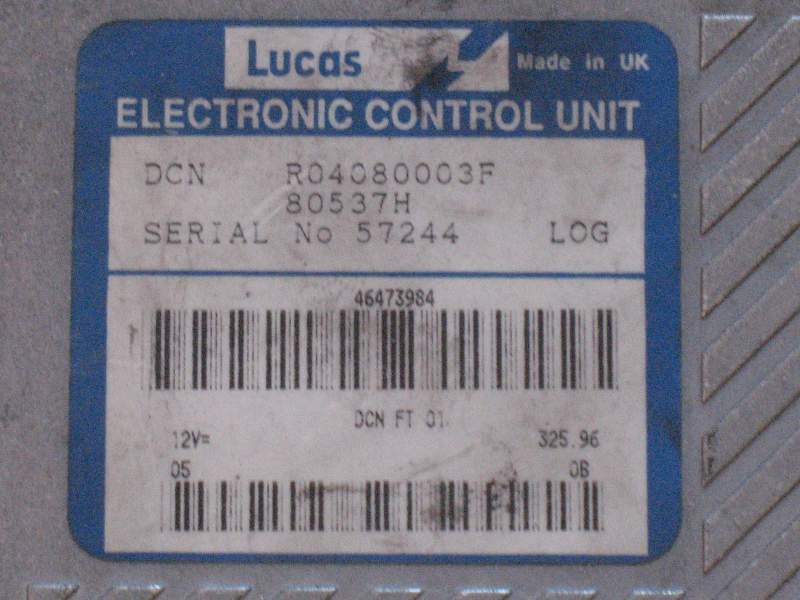 Lucas Made in UK
ELECTRONIC CONTROL UNIT
DCN R04080003F
80537H
SERIAL No 57244 LOG
46473984
DCN FT 01
12V= 325.96
05 0B